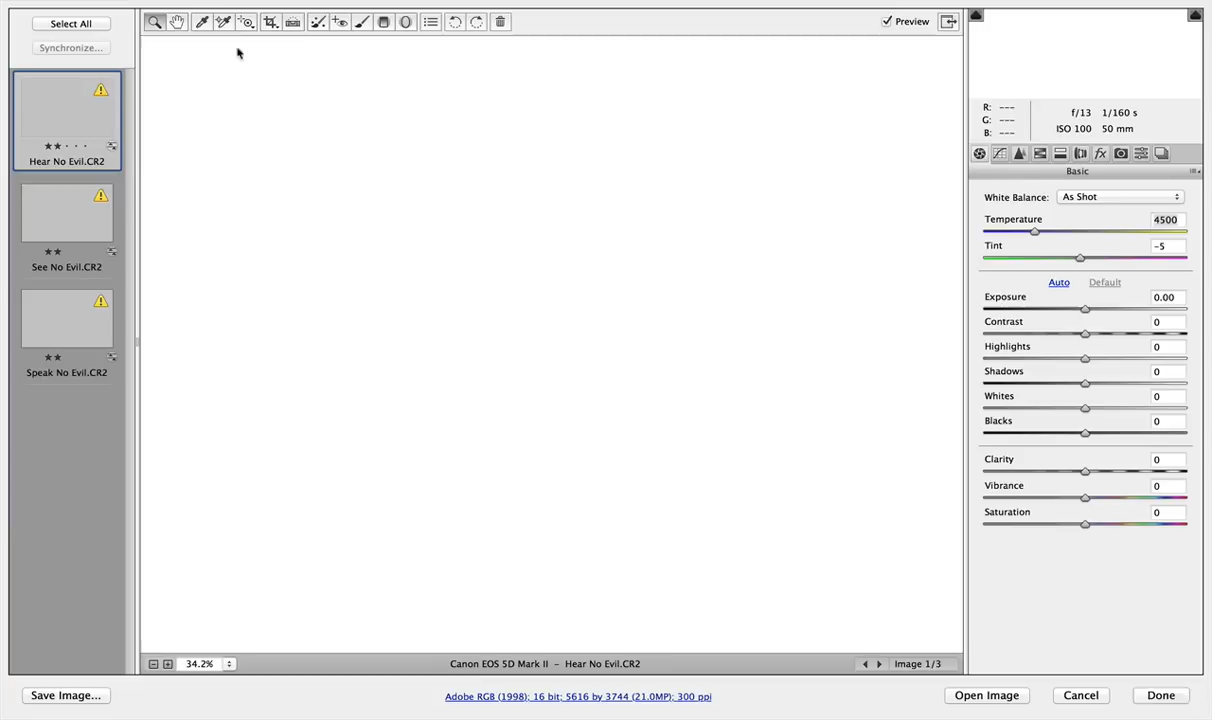 Select All
Synchronize...
Hear No Evil.CR2
See No Evil.CR2
Speak No Evil.CR2
Preview
R: ---
G: ---
B: ---
f/13 1/160 s
ISO 100 50 mm
Basic
White Balance: As Shot
Temperature 4500
Tint -5
Auto Default
Exposure 0.00
Contrast 0
Highlights 0
Shadows 0
Whites 0
Blacks 0
Clarity 0
Vibrance 0
Saturation 0
34.2%
Canon EOS 5D Mark II – Hear No Evil.CR2
Image 1/3
Save Image...
Adobe RGB (1998); 16 bit; 5616 by 3744 (21.0MP); 300 ppi
Open Image
Cancel
Done